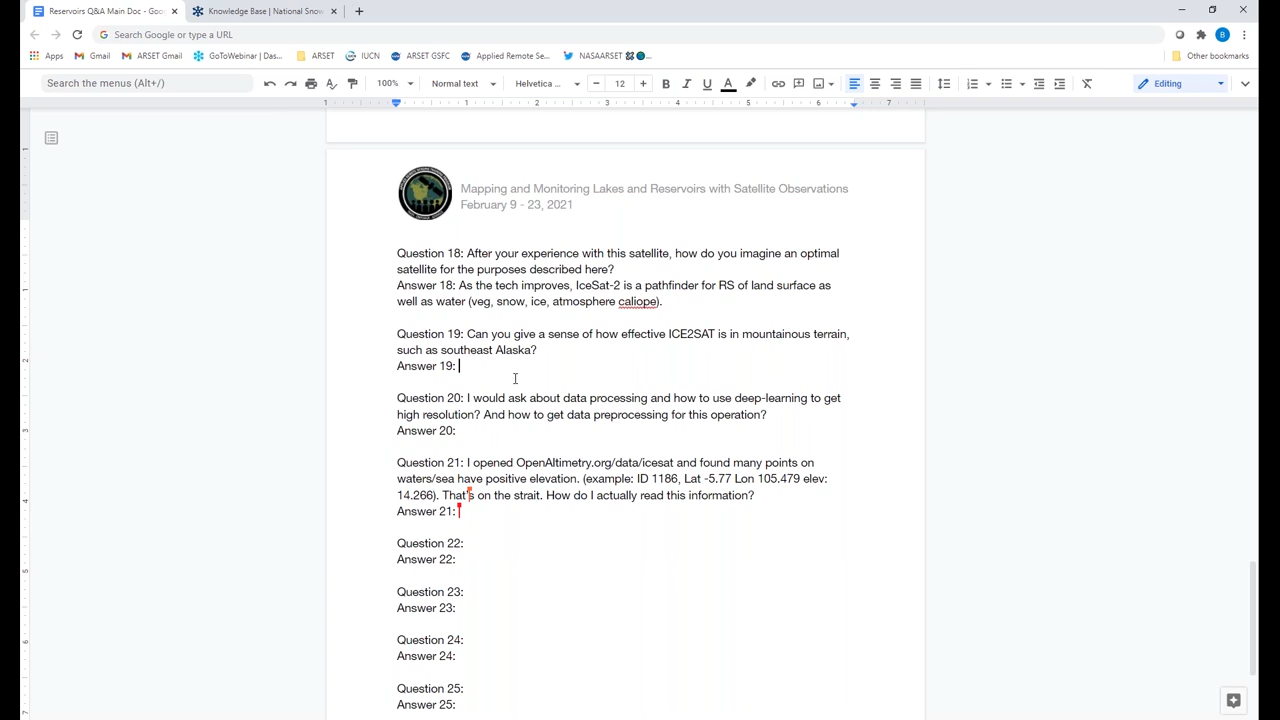 Reservoirs Q&A Main Doc - Goo
Knowledge Base | National Snow
Search Google or type a URL
B
Apps
Gmail
ARSET Gmail
GoToWebinar | Das...
ARSET
IUCN
ARSET GSFC
Applied Remote Se...
NASAARSET
Other bookmarks
Search the menus (Alt+/)
100%
Normal text
Helvetica ...
12
B I U A
Editing
1 1 2 3 4 5 6 7
Mapping and Monitoring Lakes and Reservoirs with Satellite Observations
February 9 - 23, 2021
Question 18: After your experience with this satellite, how do you imagine an optimal
satellite for the purposes described here?
Answer 18: As the tech improves, IceSat-2 is a pathfinder for RS of land surface as
well as water (veg, snow, ice, atmosphere caliope).
Question 19: Can you give a sense of how effective ICE2SAT is in mountainous terrain,
such as southeast Alaska?
Answer 19:
Question 20: I would ask about data processing and how to use deep-learning to get
high resolution? And how to get data preprocessing for this operation?
Answer 20:
Question 21: I opened OpenAltimetry.org/data/icesat and found many points on
waters/sea have positive elevation. (example: ID 1186, Lat -5.77 Lon 105.479 elev:
14.266). That's on the strait. How do I actually read this information?
Answer 21:
Question 22:
Answer 22:
Question 23:
Answer 23:
Question 24:
Answer 24:
Question 25:
Answer 25: